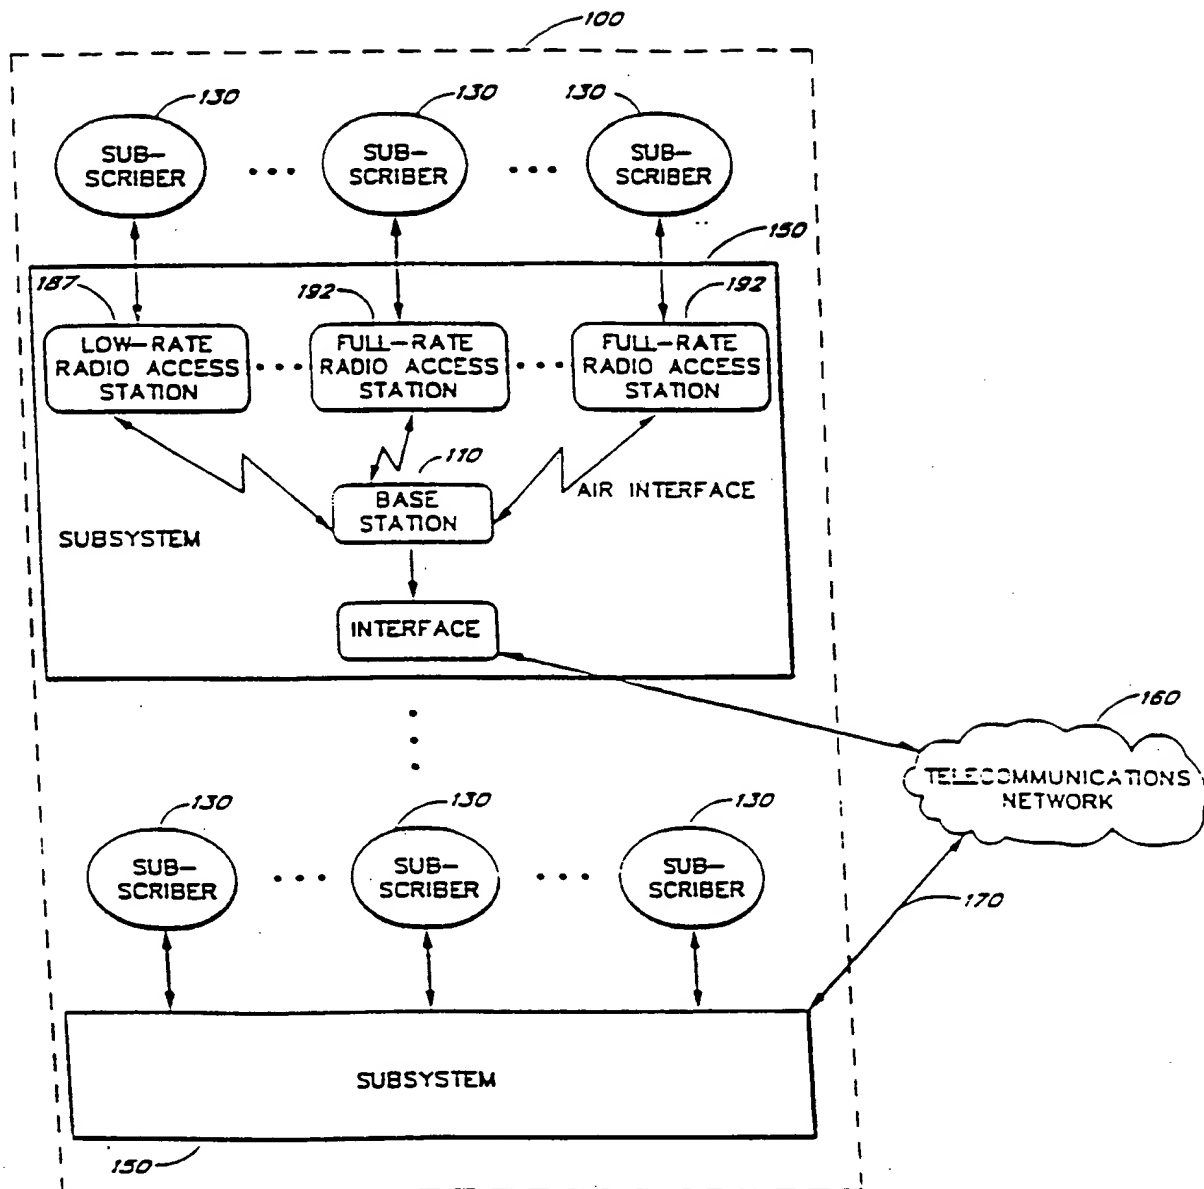 100
130 130 130
SUB-
SCRIBER
SUB-
SCRIBER
SUB-
SCRIBER
150
187 192 192
LOW-RATE
RADIO ACCESS
STATION
FULL-RATE
RADIO ACCESS
STATION
FULL-RATE
RADIO ACCESS
STATION
110
AIR INTERFACE
BASE
STATION
SUBSYSTEM
INTERFACE
160
TELECOMMUNICATIONS
NETWORK
130 130 130
SUB-
SCRIBER
SUB-
SCRIBER
SUB-
SCRIBER
170
SUBSYSTEM
150